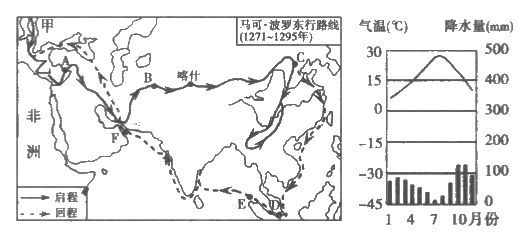 马可·波罗东行路线
(1271~1295年)
甲
A
B
喀什
C
非
洲
F
E
D
启程
回程
气温(℃)
降水量(mm)
30
15
0
-15
-30
-45
500
400
300
200
100
0
1 4 7 10 月份